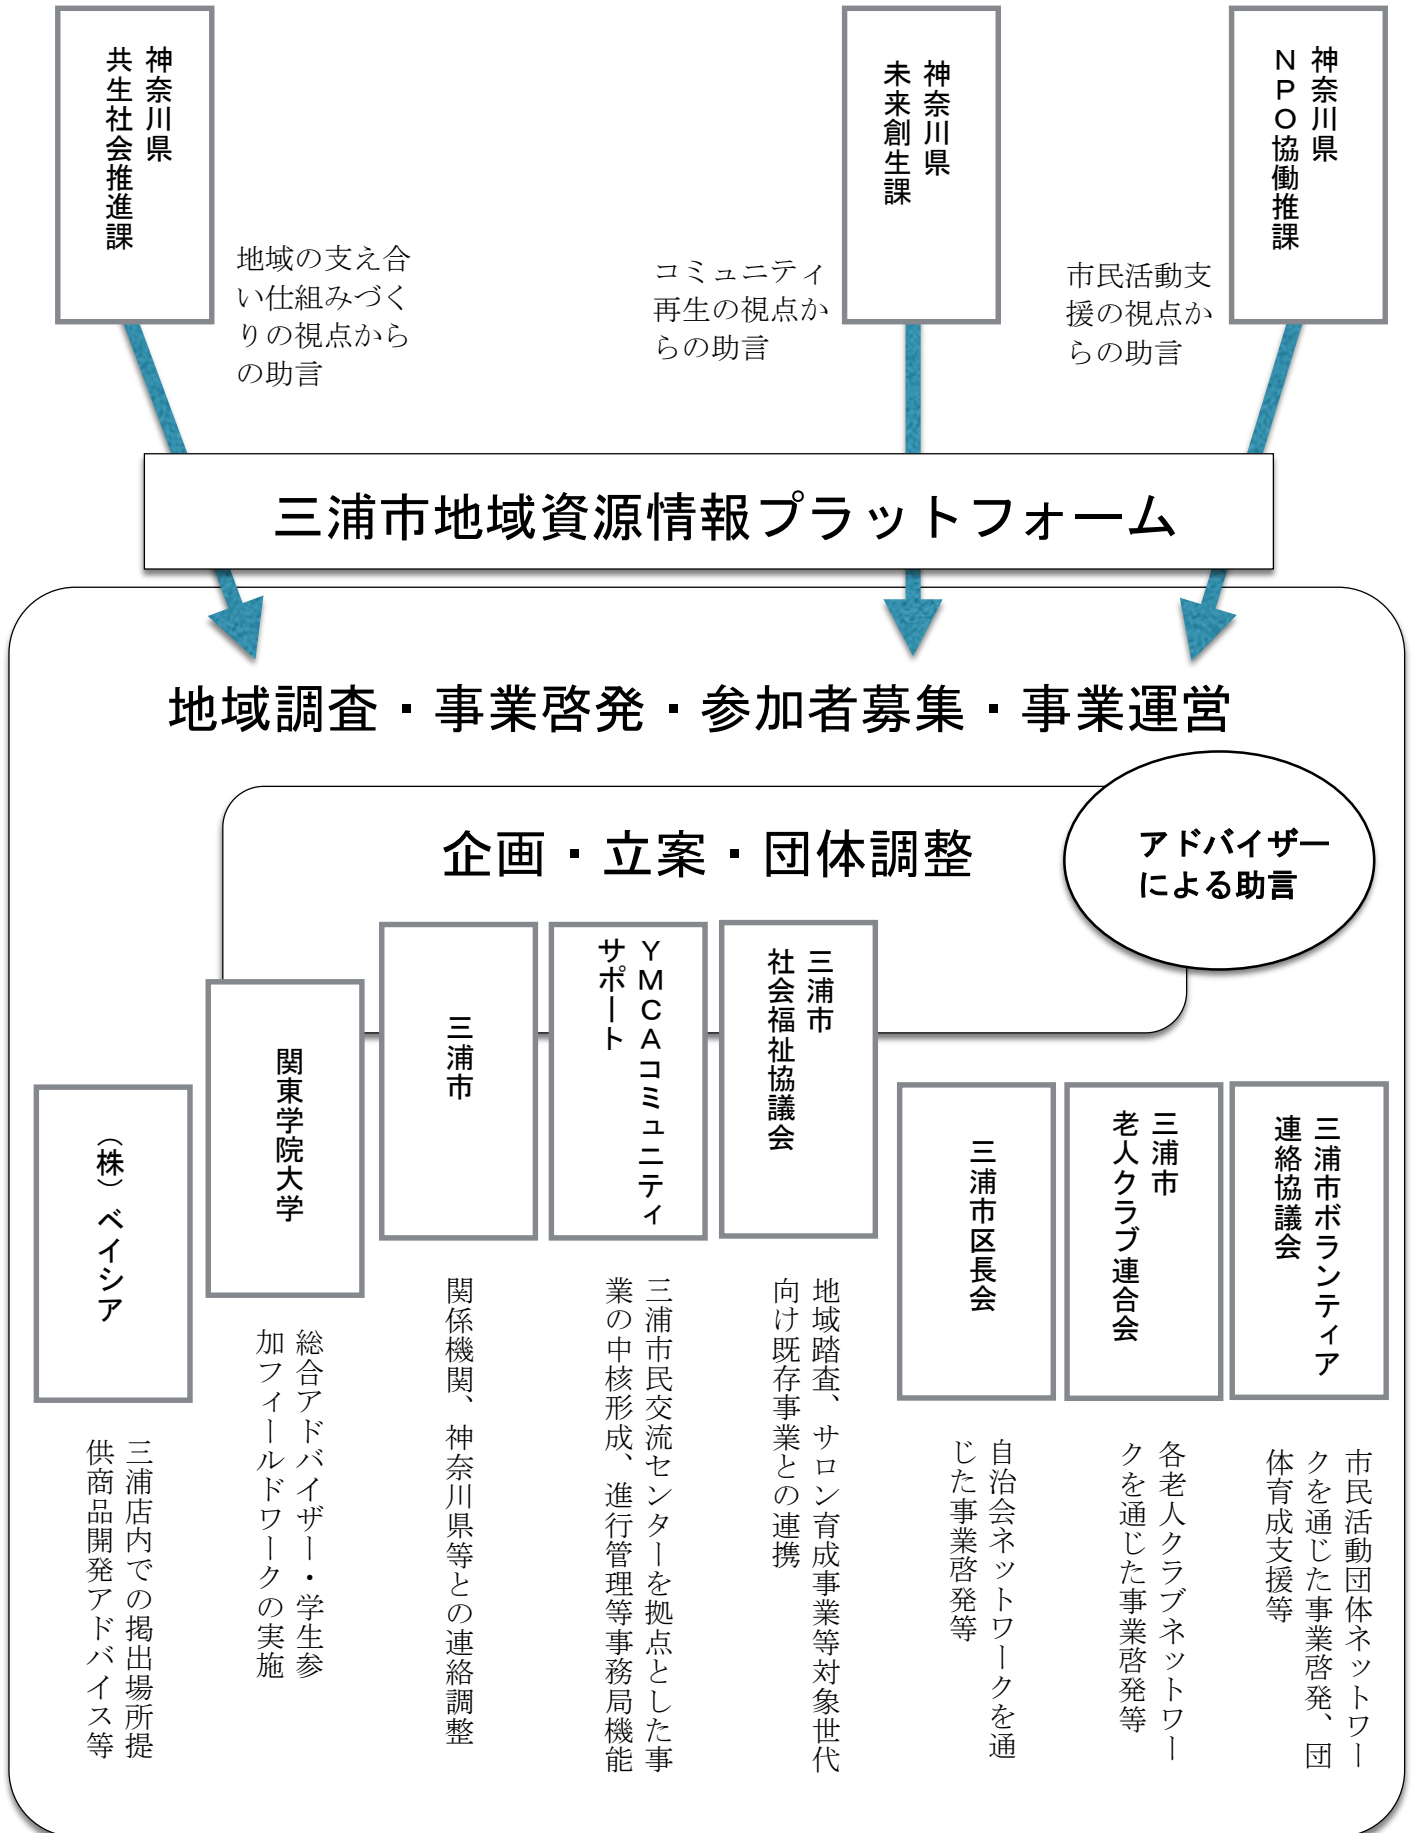 神奈川県
共生社会推進課
地域の支え合
い仕組みづく
りの視点から
の助言
神奈川県
未来創生課
コミュニティ
再生の視点か
らの助言
神奈川県
ＮＰＯ協働推課
市民活動支
援の視点か
らの助言
三浦市地域資源情報プラットフォーム
地域調査・事業啓発・参加者募集・事業運営
企画・立案・団体調整
アドバイザー
による助言
（株）ベイシア
三浦店内での掲出場所提
供商品開発アドバイス等
関東学院大学
総合アドバイザー・学生参
加フィールドワークの実施
三浦市
関係機関、神奈川県等との連絡調整
ＹＭＣＡコミュニティ
サポート
三浦市民交流センターを拠点とした事
業の中核形成、進行管理等事務局機能
三浦市
社会福祉協議会
地域踏査、サロン育成事業等対象世代
向け既存事業との連携
三浦市区長会
自治会ネットワークを通
じた事業啓発等
三浦市
老人クラブ連合会
各老人クラブネットワー
クを通じた事業啓発等
三浦市ボランティア
連絡協議会
市民活動団体ネットワー
クを通じた事業啓発、団
体育成支援等